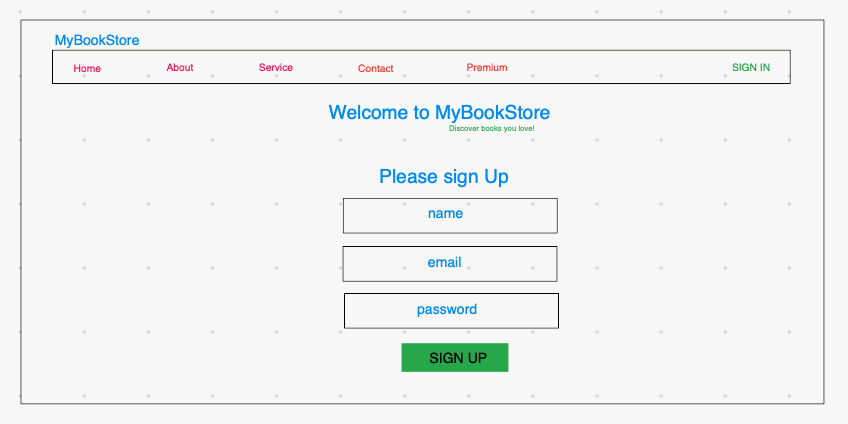 MyBookStore
Home About Service Contact Premium SIGN IN
Welcome to MyBookStore
Discover books you love!
Please sign Up
name
email
password
SIGN UP